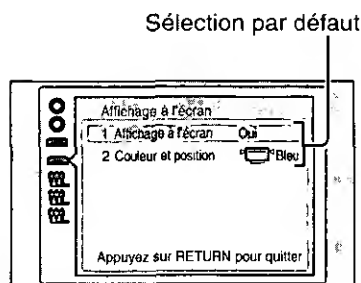 Sélection par défaut
Affichage à l'écran
1 Affichage à l'écran Oui
2 Couleur et position Bleu
Appuyez sur RETURN pour quitter